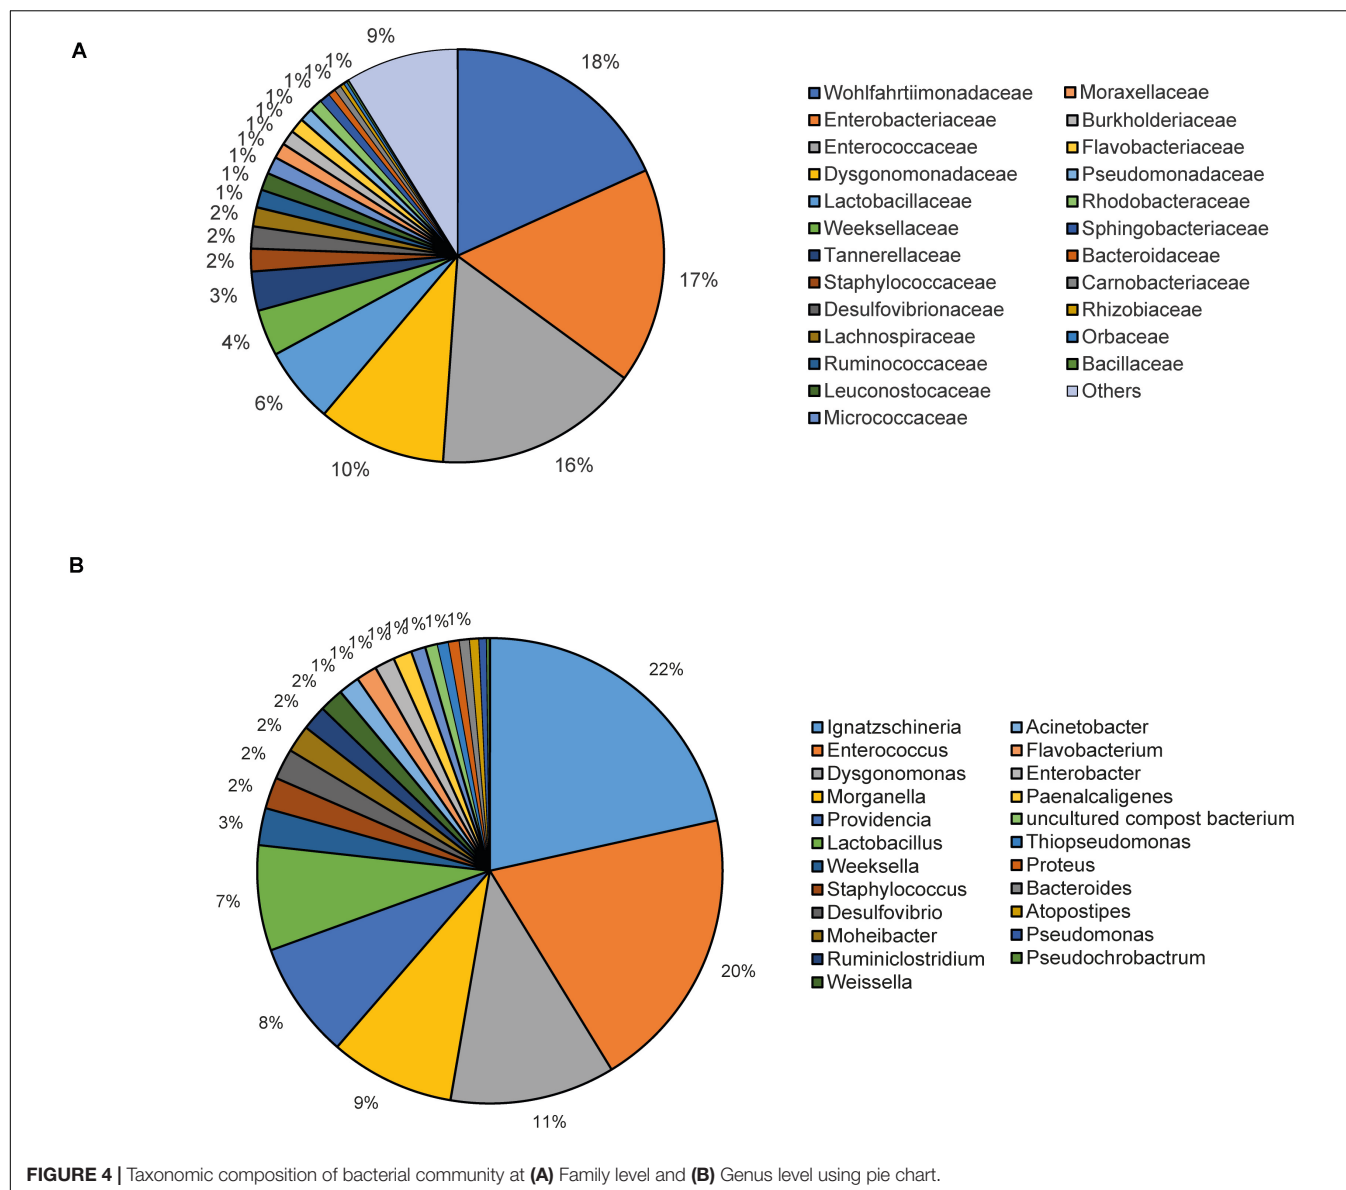 A
9%
18%
17%
16%
10%
6%
4%
3%
2%
2%
2%
1%
1%
1%
1%
1%
1%
1%
1%
1%
1%
Wohlfahrtiimonadaceae
Enterobacteriaceae
Enterococcaceae
Dysgonomonadaceae
Lactobacillaceae
Weeksellaceae
Tannerellaceae
Staphylococcaceae
Desulfovibrionaceae
Lachnospiraceae
Ruminococcaceae
Leuconostocaceae
Micrococcaceae
Moraxellaceae
Burkholderiaceae
Flavobacteriaceae
Pseudomonadaceae
Rhodobacteraceae
Sphingobacteriaceae
Bacteroidaceae
Carnobacteriaceae
Rhizobiaceae
Orbaceae
Bacillaceae
Others
B
22%
20%
11%
9%
8%
7%
3%
2%
2%
2%
2%
2%
1%
1%
1%
1%
1%
1%
1%
1%
Ignatzschineria
Enterococcus
Dysgonomonas
Morganella
Providencia
Lactobacillus
Weeksella
Staphylococcus
Desulfovibrio
Moheibacter
Ruminiclostridium
Weissella
Acinetobacter
Flavobacterium
Enterobacter
Paenalcaligenes
uncultured compost bacterium
Thiopseudomonas
Proteus
Bacteroides
Atopostipes
Pseudomonas
Pseudochrobactrum
FIGURE 4 | Taxonomic composition of bacterial community at (A) Family level and (B) Genus level using pie chart.